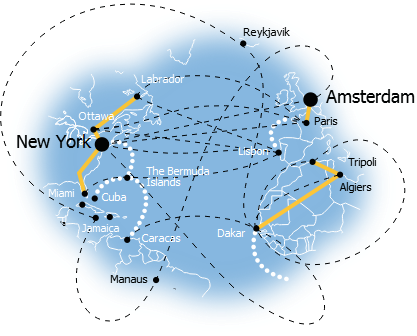 Reykjavik
Labrador
Amsterdam
Ottawa
Paris
New York
Lisbon
Tripoli
The Bermuda
Islands
Algiers
Miami
Cuba
Jamaica
Dakar
Caracas
Manaus